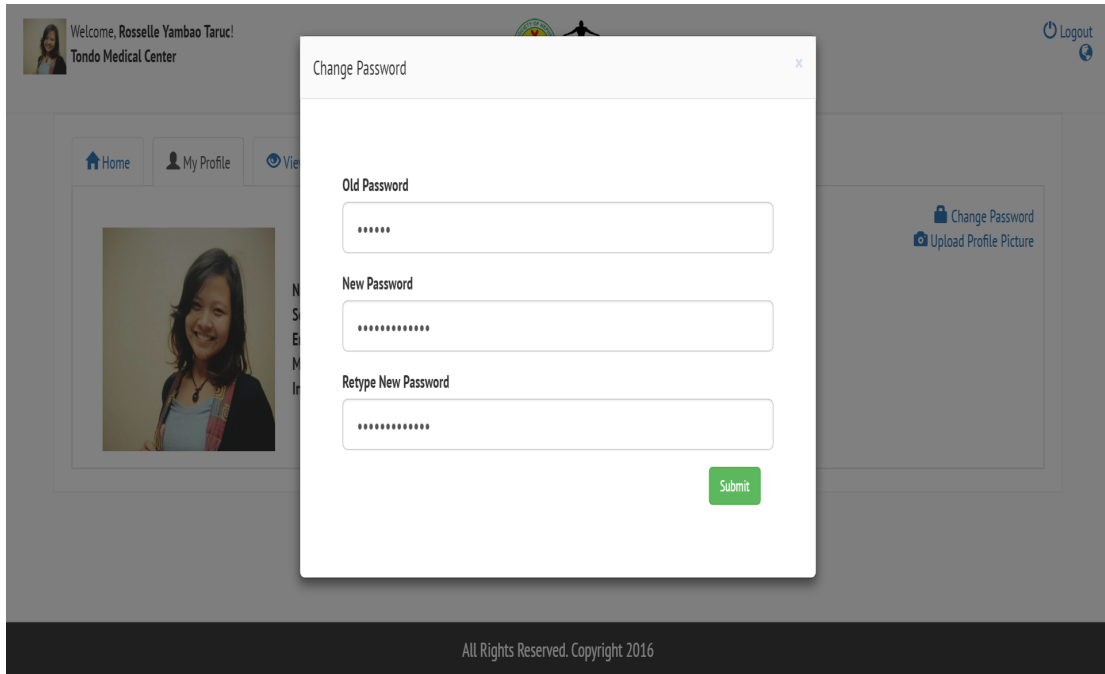 Welcome, Rosselle Yambao Taruc!
Tondo Medical Center
Logout
Change Password
x
Home
My Profile
Old Password
••••••
Change Password
Upload Profile Picture
New Password
•••••••••••••
Retype New Password
•••••••••••••
Submit
All Rights Reserved. Copyright 2016